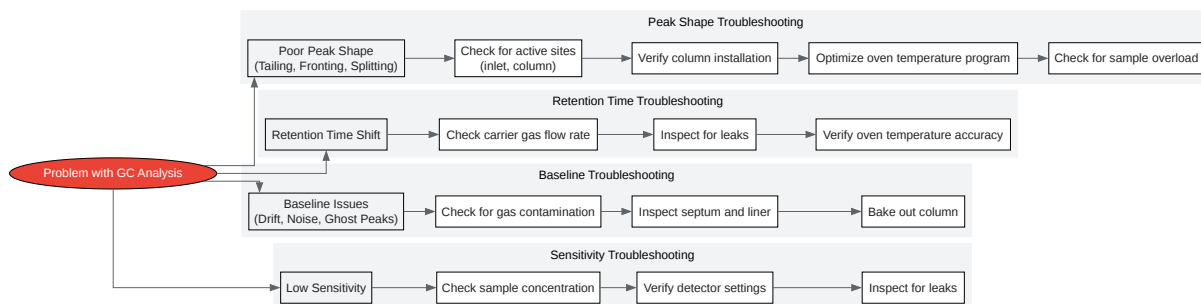 Peak Shape Troubleshooting
Poor Peak Shape
(Tailing, Fronting, Splitting)
Check for active sites
(inlet, column)
Verify column installation
Optimize oven temperature program
Check for sample overload
Retention Time Troubleshooting
Retention Time Shift
Check carrier gas flow rate
Inspect for leaks
Verify oven temperature accuracy
Problem with GC Analysis
Baseline Troubleshooting
Baseline Issues
(Drift, Noise, Ghost Peaks)
Check for gas contamination
Inspect septum and liner
Bake out column
Sensitivity Troubleshooting
Low Sensitivity
Check sample concentration
Verify detector settings
Inspect for leaks